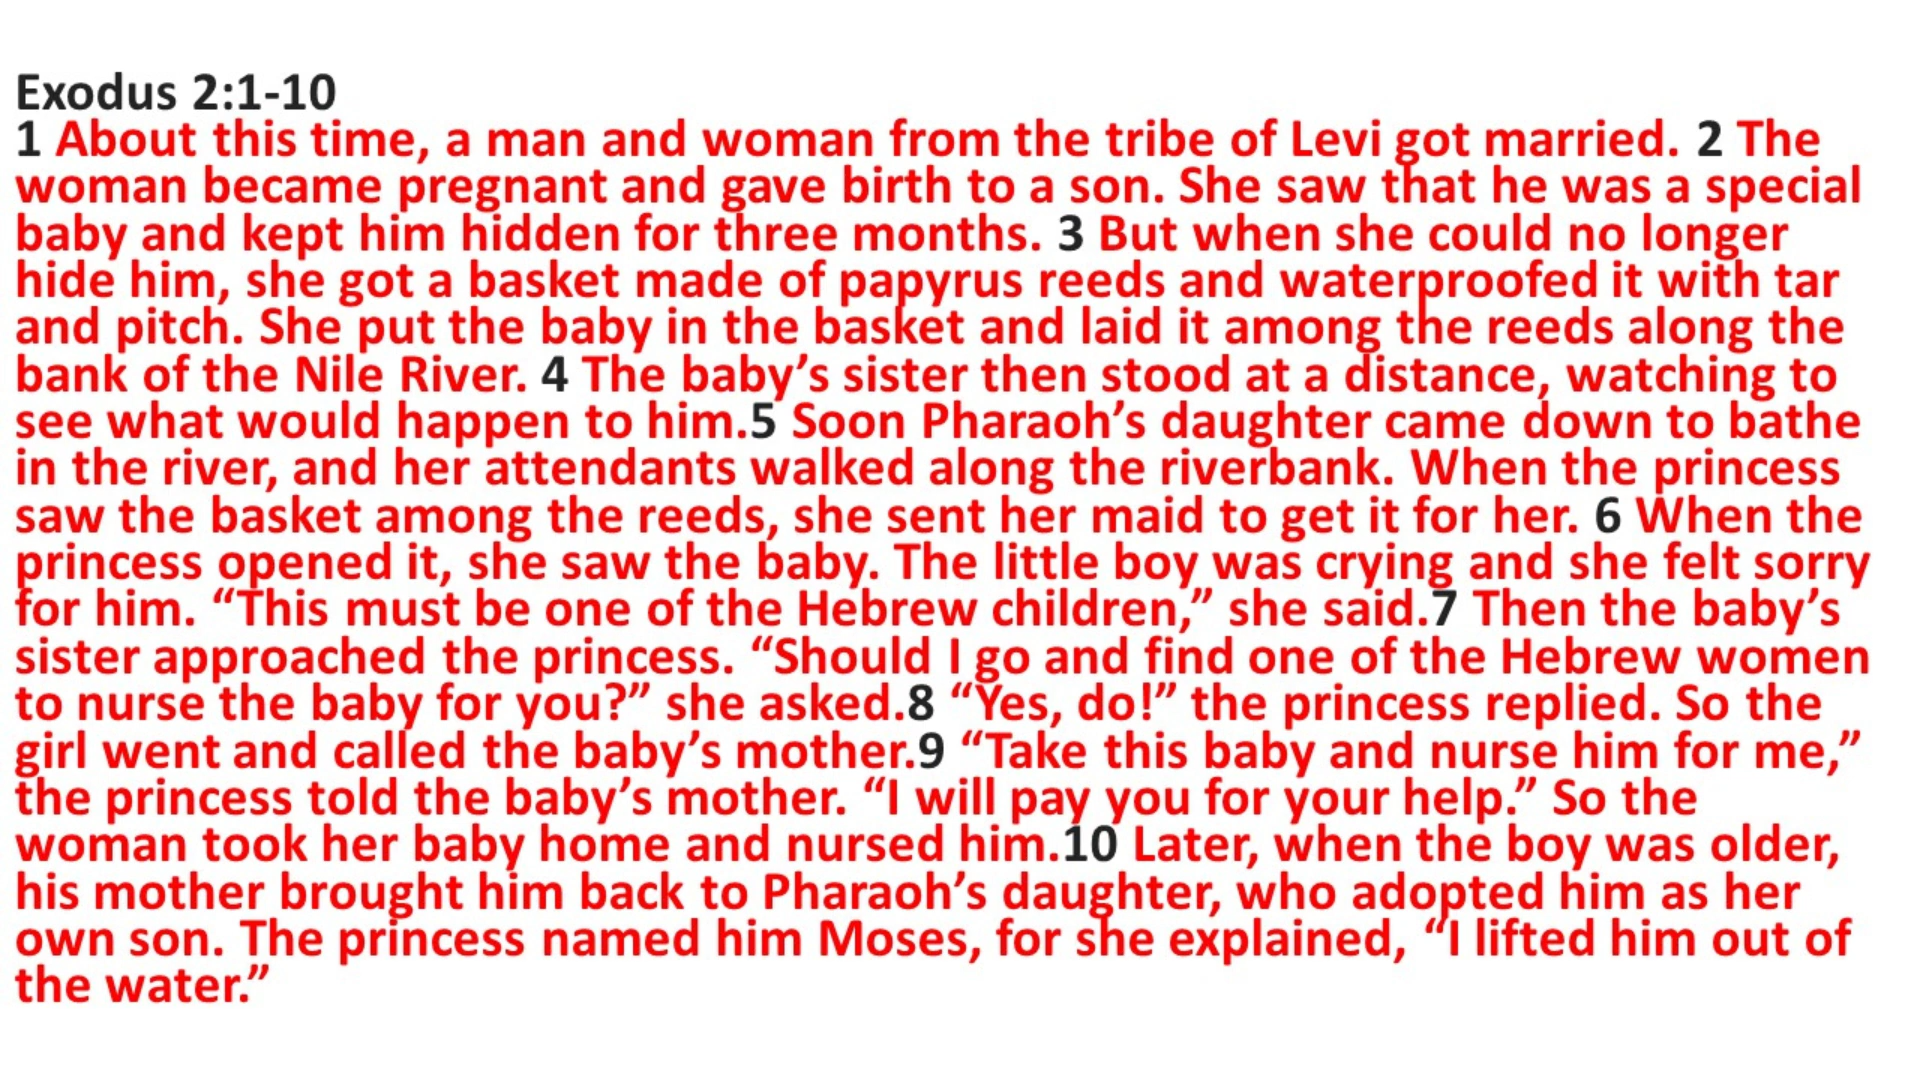 Exodus 2:1-10
1 About this time, a man and woman from the tribe of Levi got married. 2 The
woman became pregnant and gave birth to a son. She saw that he was a special
baby and kept him hidden for three months. 3 But when she could no longer
hide him, she got a basket made of papyrus reeds and waterproofed it with tar
and pitch. She put the baby in the basket and laid it among the reeds along the
bank of the Nile River. 4 The baby’s sister then stood at a distance, watching to
see what would happen to him.5 Soon Pharaoh’s daughter came down to bathe
in the river, and her attendants walked along the riverbank. When the princess
saw the basket among the reeds, she sent her maid to get it for her. 6 When the
princess opened it, she saw the baby. The little boy was crying and she felt sorry
for him. “This must be one of the Hebrew children,” she said.7 Then the baby’s
sister approached the princess. “Should I go and find one of the Hebrew women
to nurse the baby for you?” she asked.8 “Yes, do!” the princess replied. So the
girl went and called the baby’s mother.9 “Take this baby and nurse him for me,”
the princess told the baby’s mother. “I will pay you for your help.” So the
woman took her baby home and nursed him.10 Later, when the boy was older,
his mother brought him back to Pharaoh’s daughter, who adopted him as her
own son. The princess named him Moses, for she explained, “I lifted him out of
the water.”